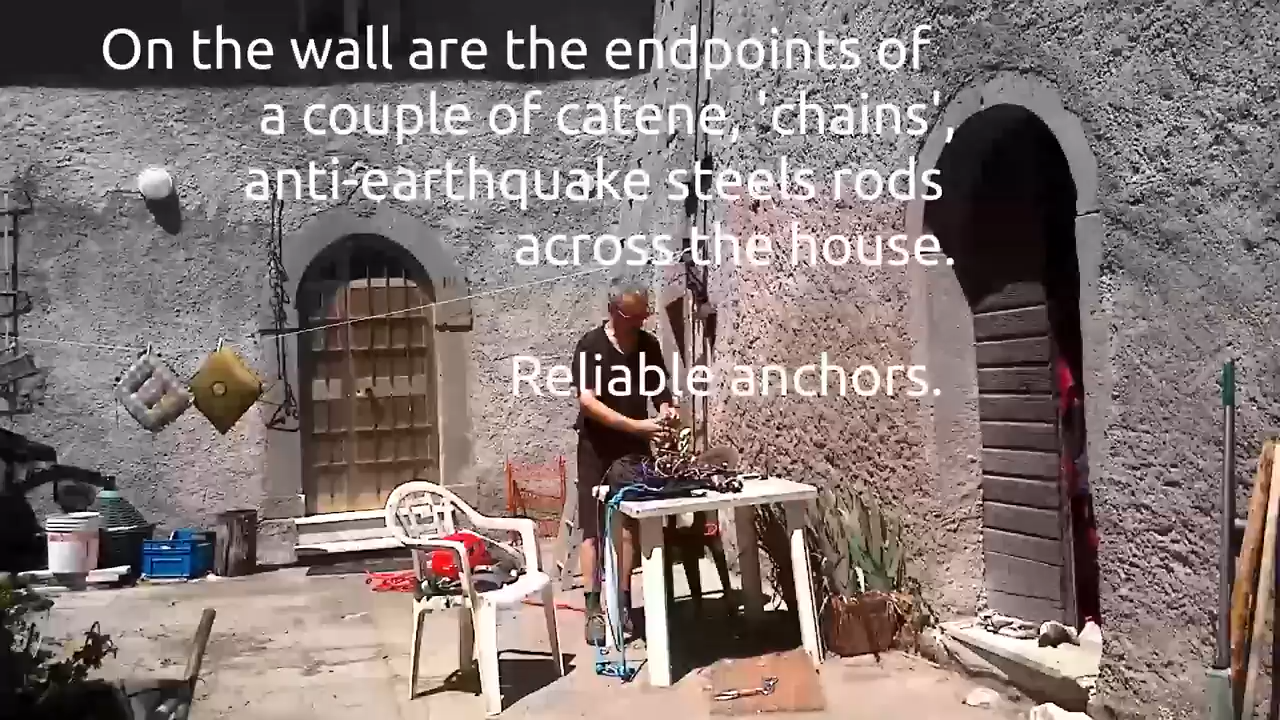 On the wall are the endpoints of
a couple of catene, 'chains',
anti-earthquake steels rods
across the house.
Reliable anchors.